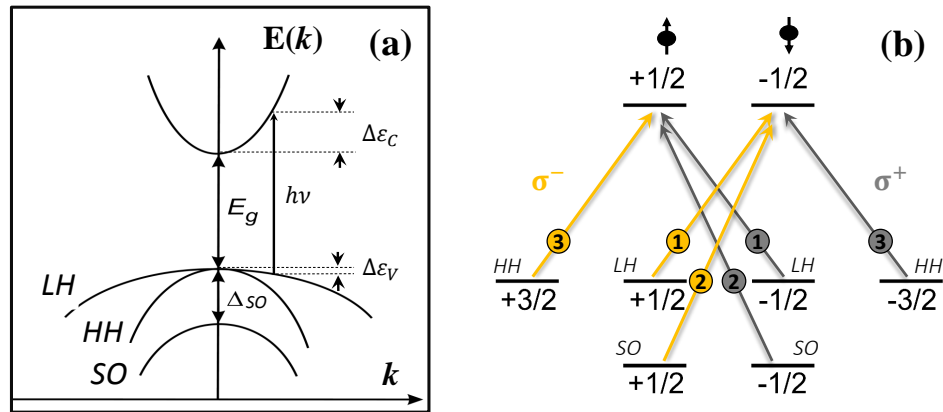 E(k)
(a)
Δε_C
E_g
hν
Δε_V
LH
Δ_SO
HH
SO
k
(b)
+1/2 -1/2
σ⁻ σ⁺
3 1 1 3
HH LH LH HH
+3/2 +1/2 -1/2 -3/2
2 2
SO SO
+1/2 -1/2